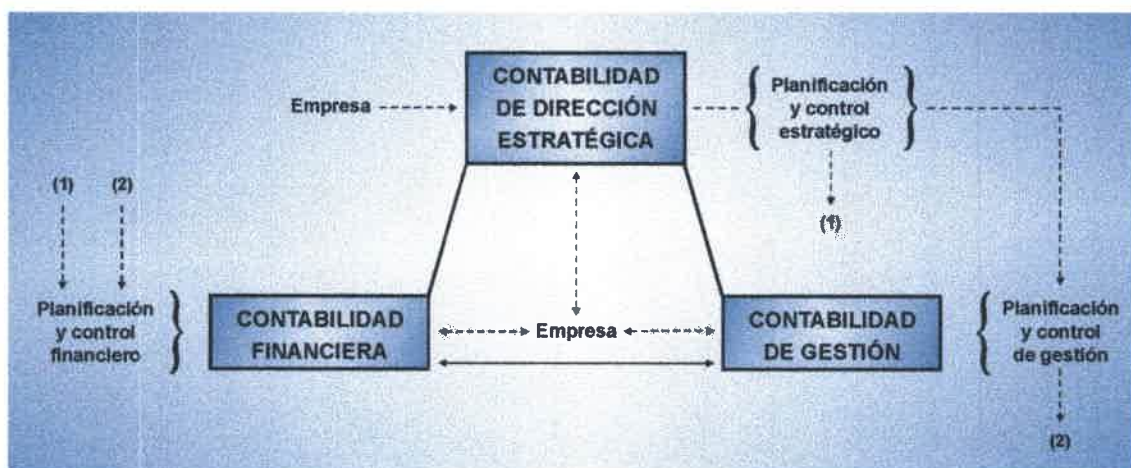 CONTABILIDAD
DE DIRECCIÓN
ESTRATÉGICA
Empresa
Planificación
y control
estratégico
(1)
(2)
(1)
Planificación
y control
financiero
CONTABILIDAD
FINANCIERA
Empresa
CONTABILIDAD
DE GESTIÓN
Planificación
y control
de gestión
(2)